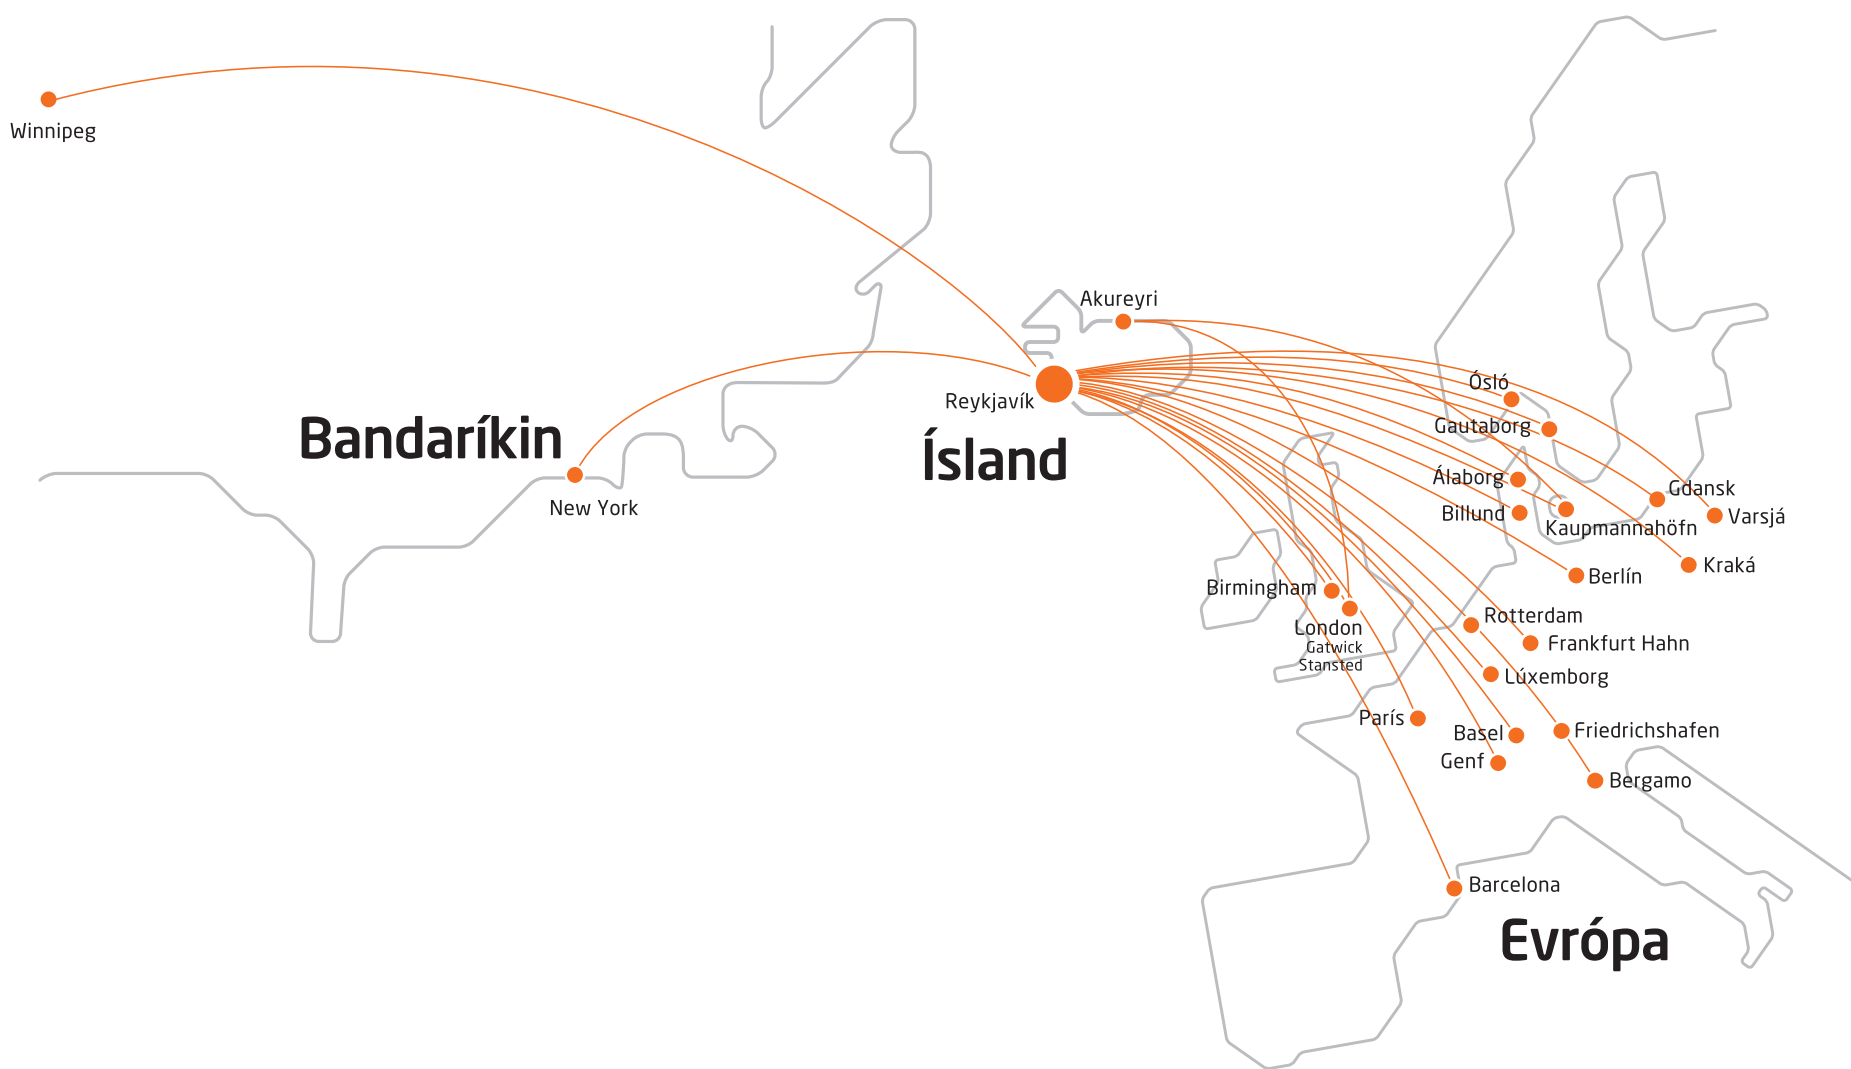 Winnipeg
Akureyri
Ósló
Reykjavík
Bandaríkin
Gautaborg
Ísland
Álaborg
Gdansk
New York
Billund
Varsjá
Kaupmannahöfn
Kraká
Berlín
Birmingham
Rotterdam
London
Gatwick
Stansted
Frankfurt Hahn
Lúxemborg
París
Basel
Friedrichshafen
Genf
Bergamo
Barcelona
Evrópa